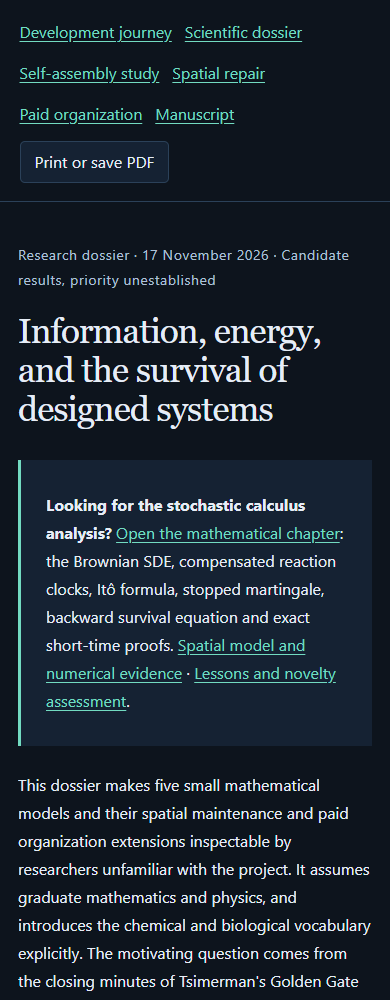 Development journey Scientific dossier
Self-assembly study Spatial repair
Paid organization Manuscript
Print or save PDF
Research dossier · 17 November 2026 · Candidate
results, priority unestablished
Information, energy,
and the survival of
designed systems
Looking for the stochastic calculus
analysis? Open the mathematical chapter:
the Brownian SDE, compensated reaction
clocks, Itô formula, stopped martingale,
backward survival equation and exact
short-time proofs. Spatial model and
numerical evidence · Lessons and novelty
assessment.
This dossier makes five small mathematical
models and their spatial maintenance and paid
organization extensions inspectable by
researchers unfamiliar with the project. It assumes
graduate mathematics and physics, and
introduces the chemical and biological vocabulary
explicitly. The motivating question comes from
the closing minutes of Tsimerman's Golden Gate